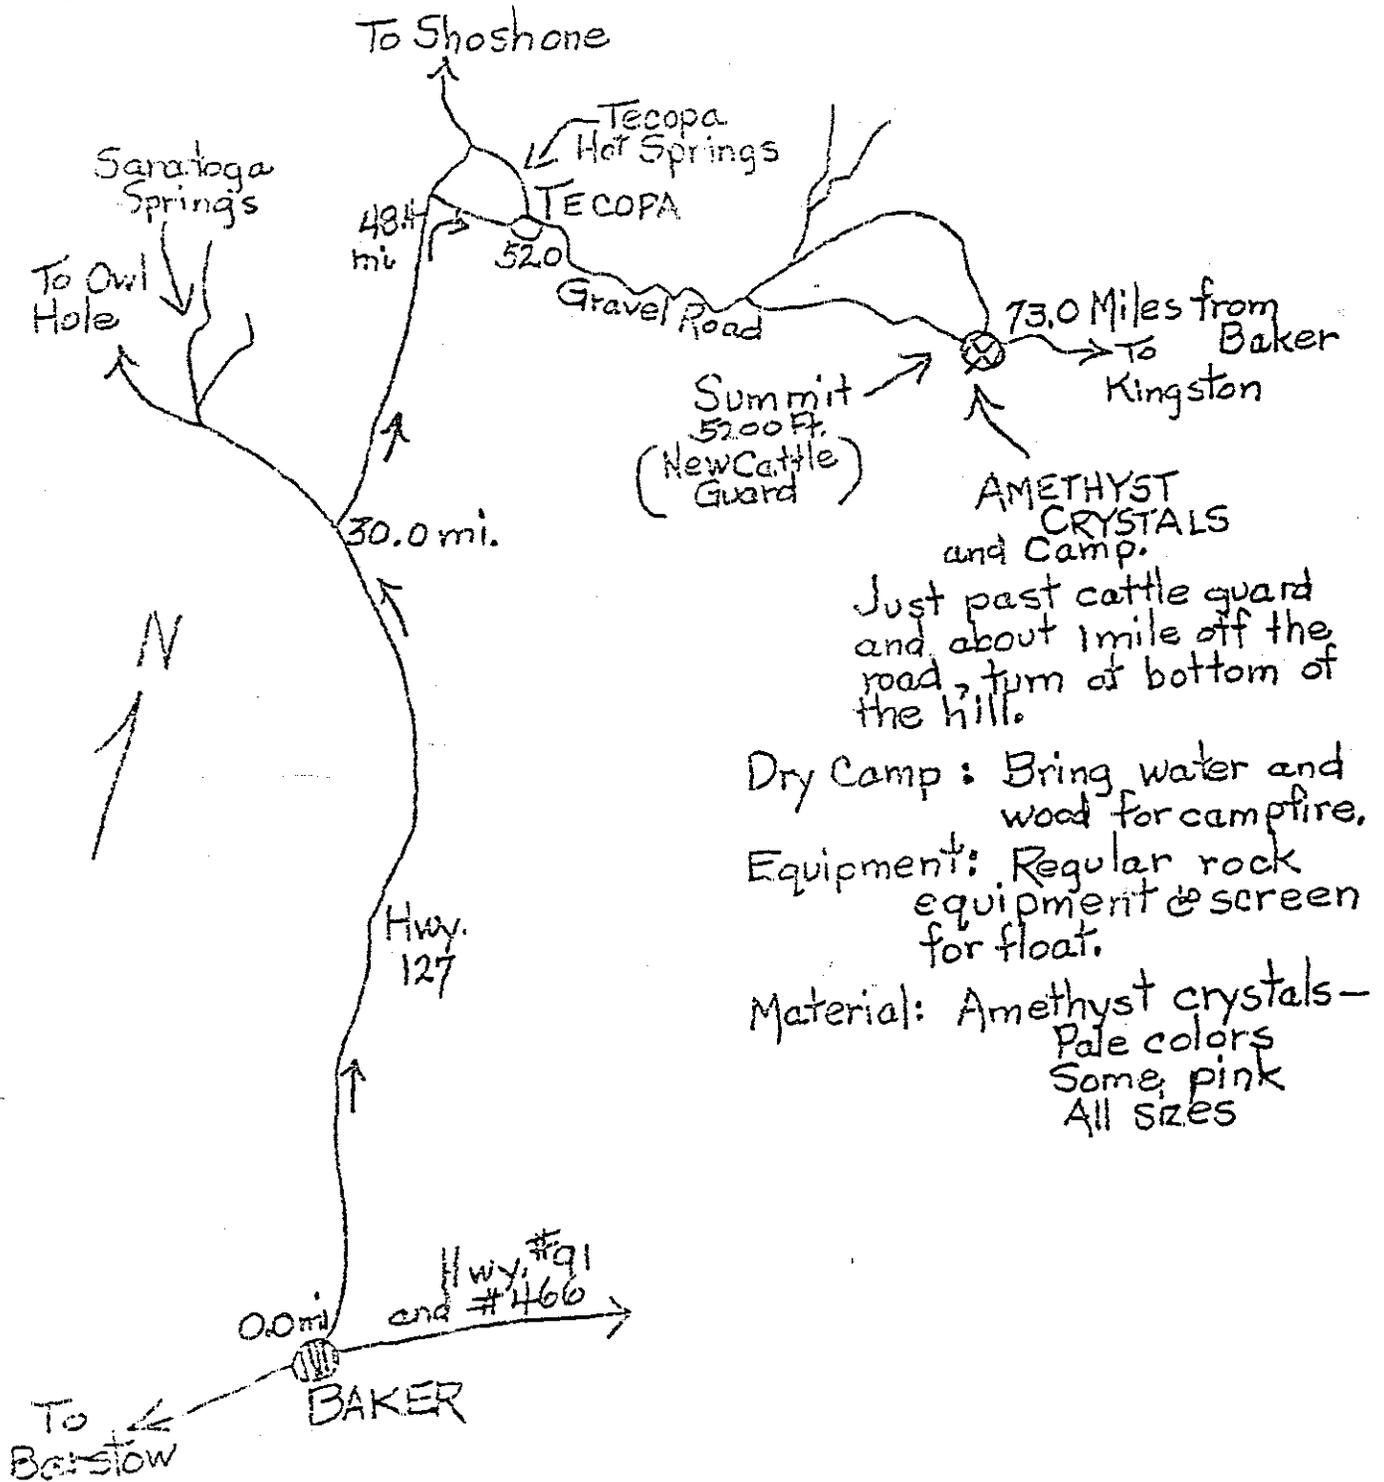 To Shoshone
Tecopa
Hot Springs
Saratoga
Springs
TECOPA
48.4
mi
52.0
To Owl
Hole
Gravel Road
73.0 Miles from
Baker
To
Kingston
Summit
5200 Ft.
(New Cattle
Guard)
AMETHYST
CRYSTALS
and Camp.
Just past cattle guard
and about 1 mile off the
road, turn at bottom of
the hill.
30.0 mi.
N
Dry Camp: Bring water and
wood for campfire.
Equipment: Regular rock
equipment & screen
for float.
Hwy.
127
Material: Amethyst crystals—
Pale colors
Some pink
All sizes
Hwy. #91
and #466
0.0 mi
BAKER
To
Barstow